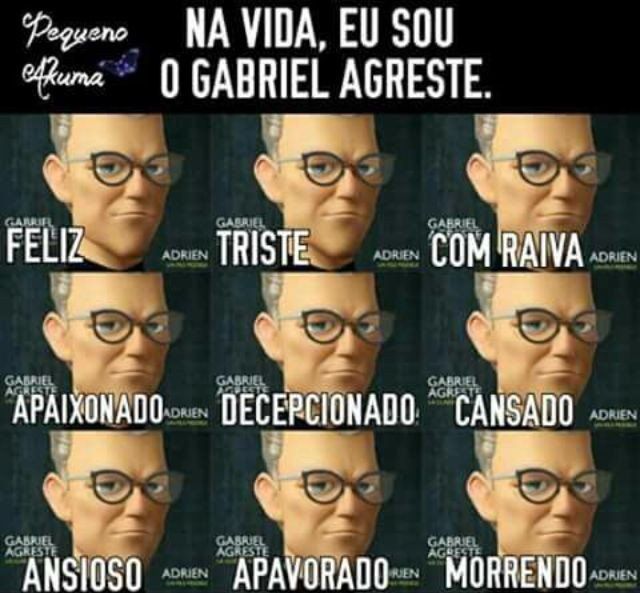 Pequeno
Akuma
NA VIDA, EU SOU
O GABRIEL AGRESTE.
GABRIEL
FELIZ
ADRIEN
GABRIEL
TRISTE
ADRIEN
GABRIEL
COM RAIVA
ADRIEN
GABRIEL
AGRESTE
APAIXONADO
ADRIEN
GABRIEL
AGRESTE
DECEPCIONADO
GABRIEL
AGRESTE
CANSADO
ADRIEN
GABRIEL
AGRESTE
ANSIOSO
ADRIEN
GABRIEL
AGRESTE
APAVORADO
RIEN
GABRIEL
AGRESTE
MORRENDO
ADRIEN